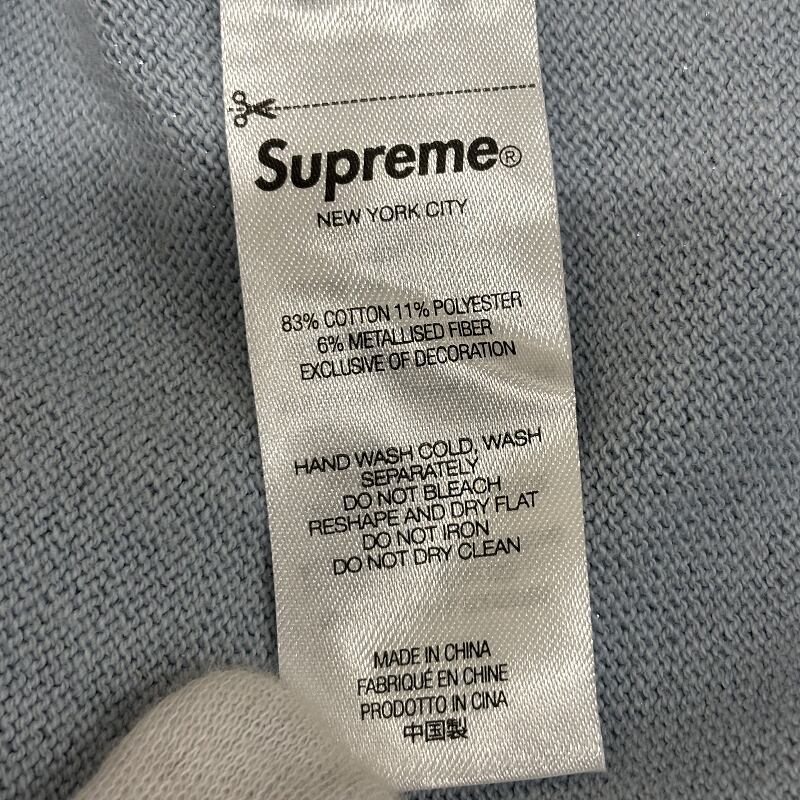 Supreme®
NEW YORK CITY
83% COTTON 11% POLYESTER
6% METALLISED FIBER
EXCLUSIVE OF DECORATION
HAND WASH COLD, WASH
SEPARATELY
DO NOT BLEACH
RESHAPE AND DRY FLAT
DO NOT IRON
DO NOT DRY CLEAN
MADE IN CHINA
FABRIQUÉ EN CHINE
PRODOTTO IN CINA
中国製